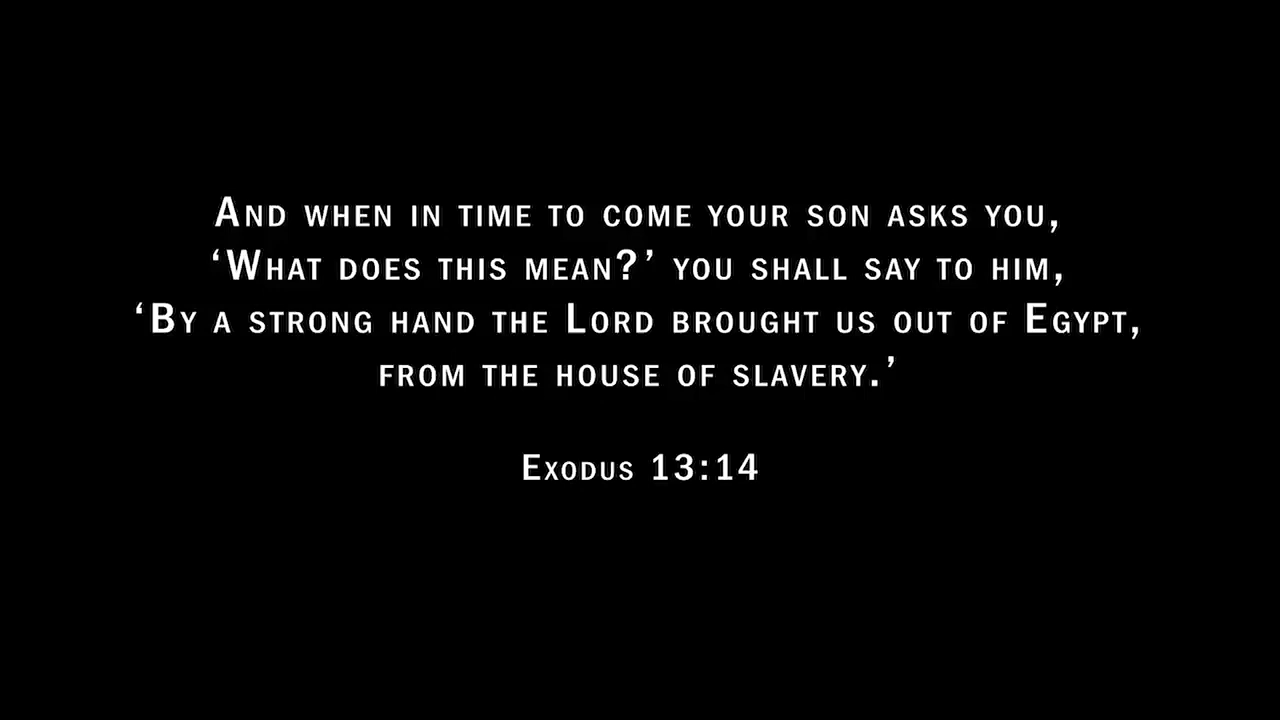 And when in time to come your son asks you,
‘What does this mean?’ you shall say to him,
‘By a strong hand the Lord brought us out of Egypt,
from the house of slavery.’
Exodus 13:14